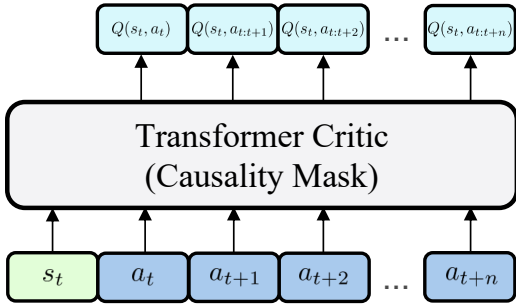 Q(s_t, a_t) Q(s_t, a_{t:t+1}) Q(s_t, a_{t:t+2}) ... Q(s_t, a_{t:t+n})
Transformer Critic
(Causality Mask)
s_t a_t a_{t+1} a_{t+2} ... a_{t+n}